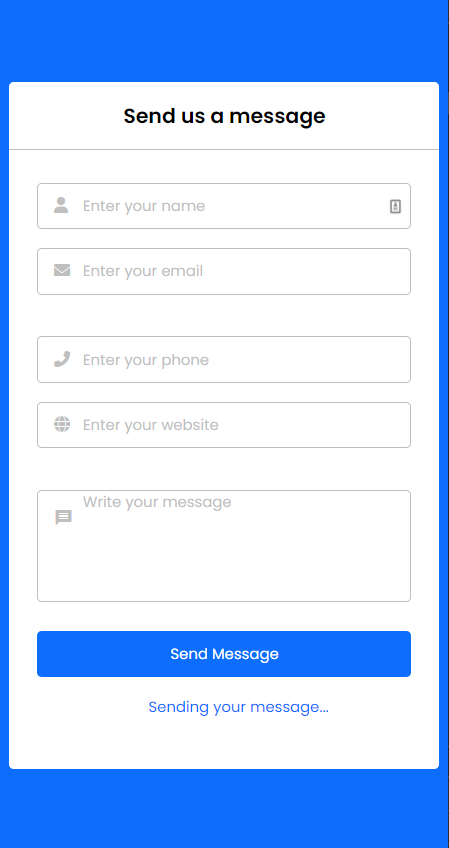 Send us a message
Enter your name
Enter your email
Enter your phone
Enter your website
Write your message
Send Message
Sending your message...